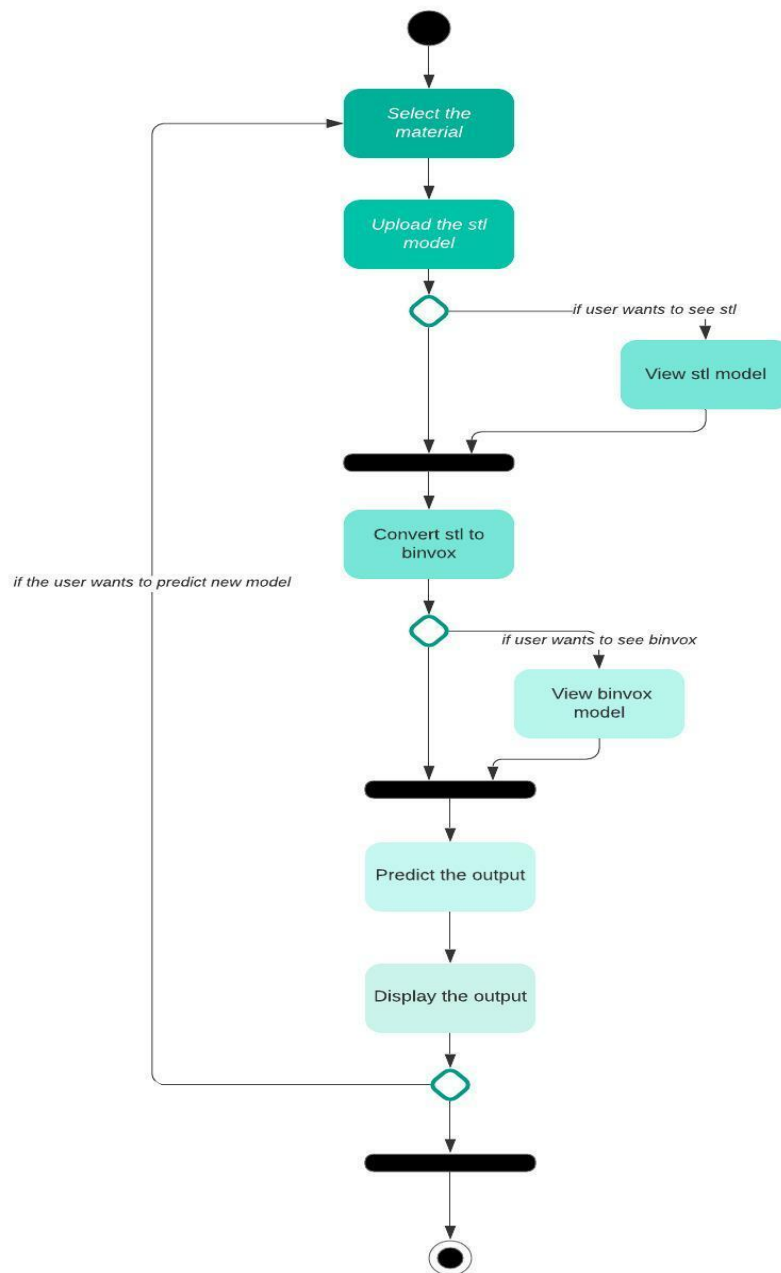 Select the
material
Upload the stl
model
if user wants to see stl
View stl model
Convert stl to
binvox
if the user wants to predict new model
if user wants to see binvox
View binvox
model
Predict the output
Display the output